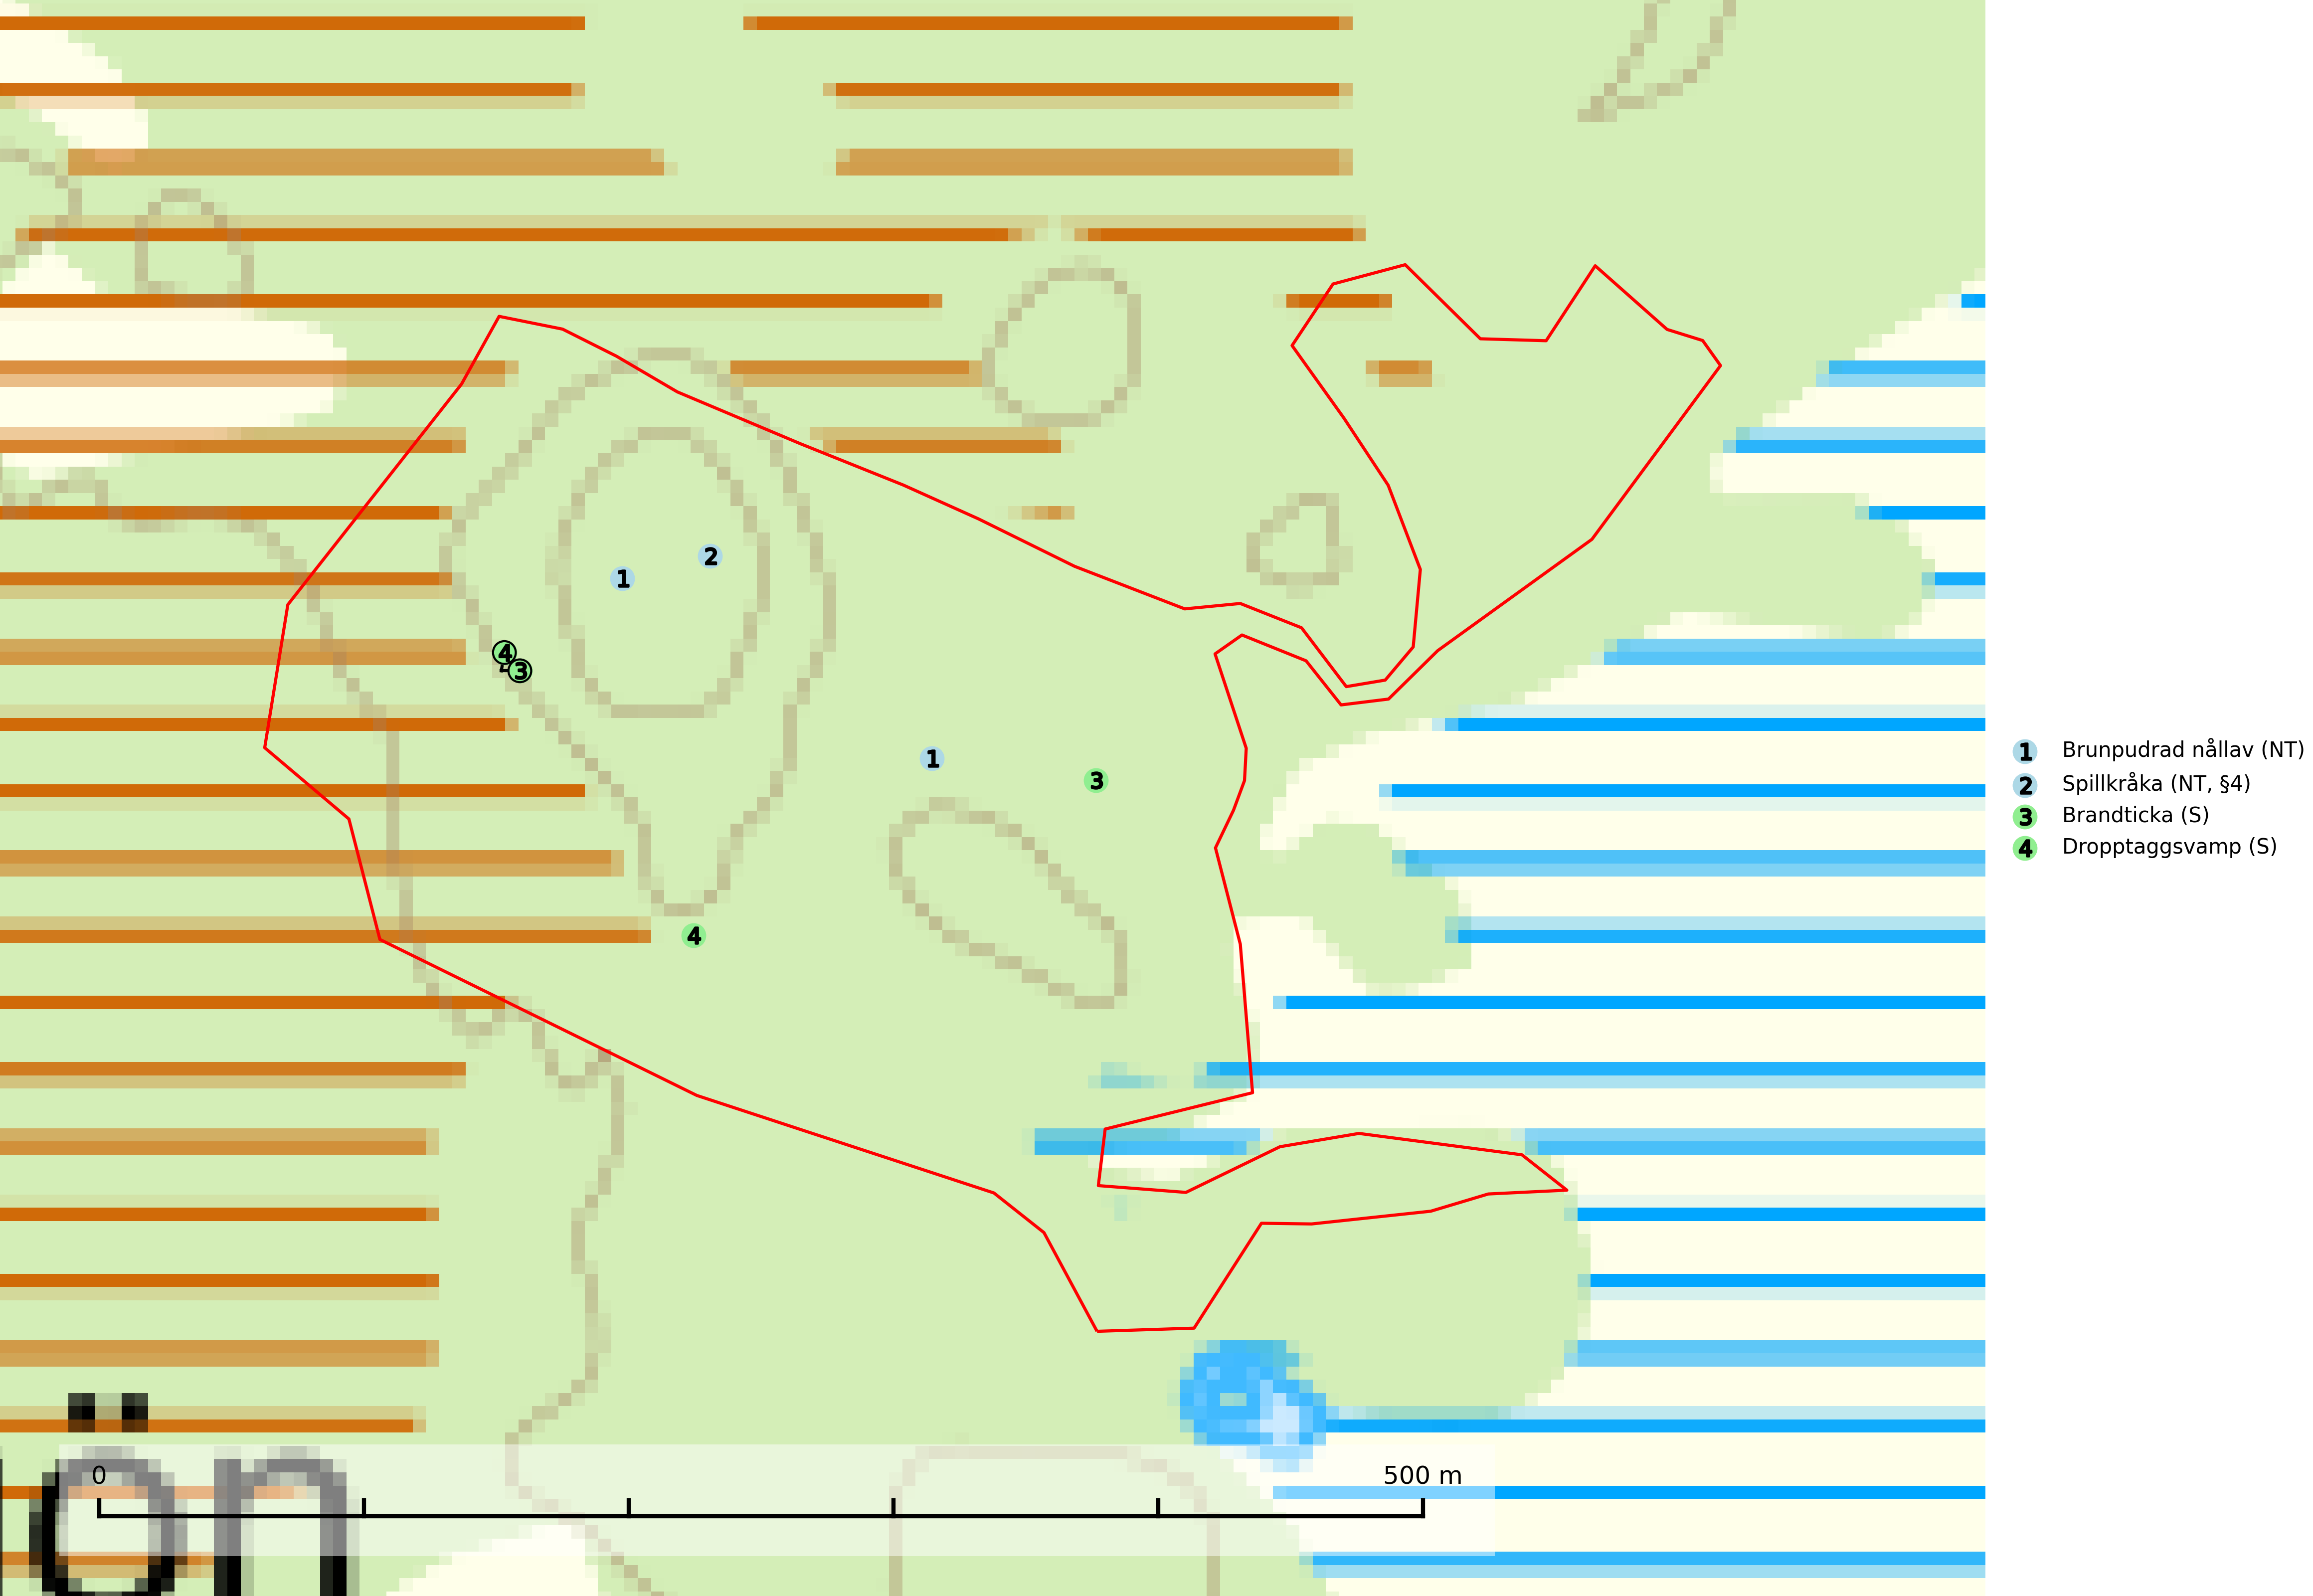 2
1
4
3
1
3
4
1 Brunpudrad nållav (NT)
2 Spillkråka (NT, §4)
3 Brandticka (S)
4 Dropptaggsvamp (S)
ön
0 500 m